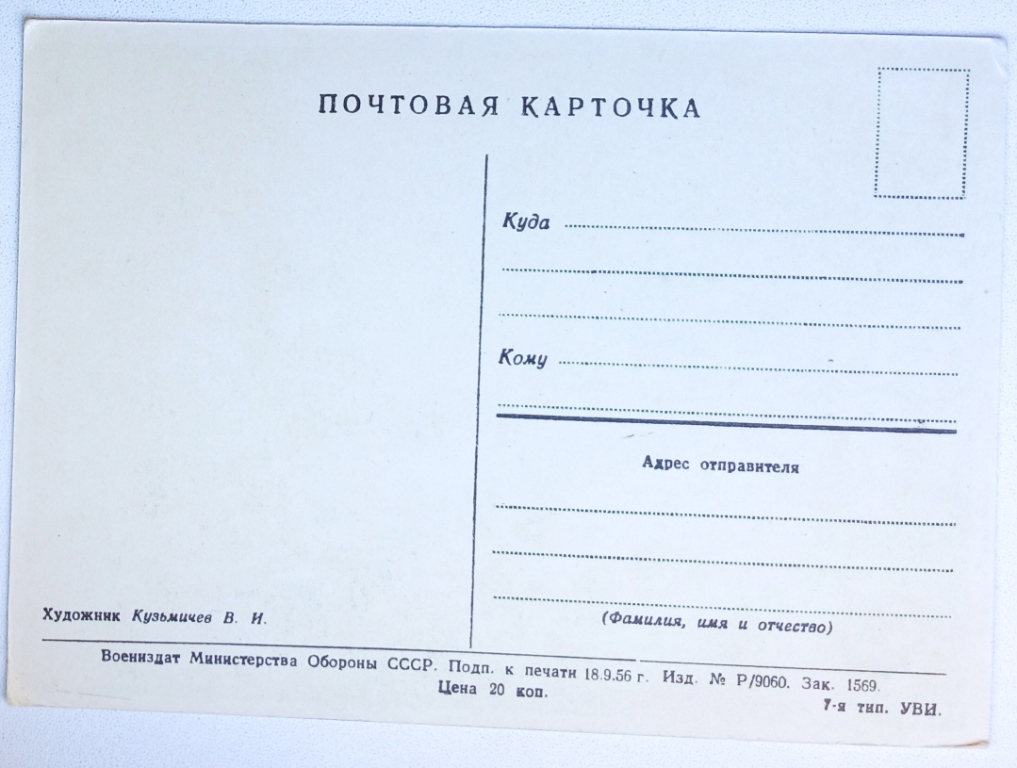 ПОЧТОВАЯ КАРТОЧКА
Куда
Кому
Адрес отправителя
(Фамилия, имя и отчество)
Художник Кузьмичев В. И.
Воениздат Министерства Обороны СССР. Подп. к печати 18.9.56 г. Изд. № Р/9060. Зак. 1569.
Цена 20 коп.
7-я тип. УВИ.